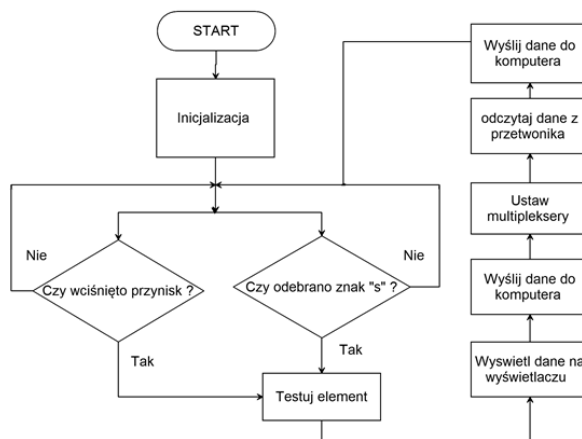 START
Inicjalizacja
Nie
Czy wciśnięto przynisk ?
Tak
Czy odebrano znak "s" ?
Nie
Tak
Testuj element
Wyswietl dane na
wyświetlaczu
Wyślij dane do
komputera
Ustaw
multipleksery
odczytaj dane z
przetwonika
Wyślij dane do
komputera